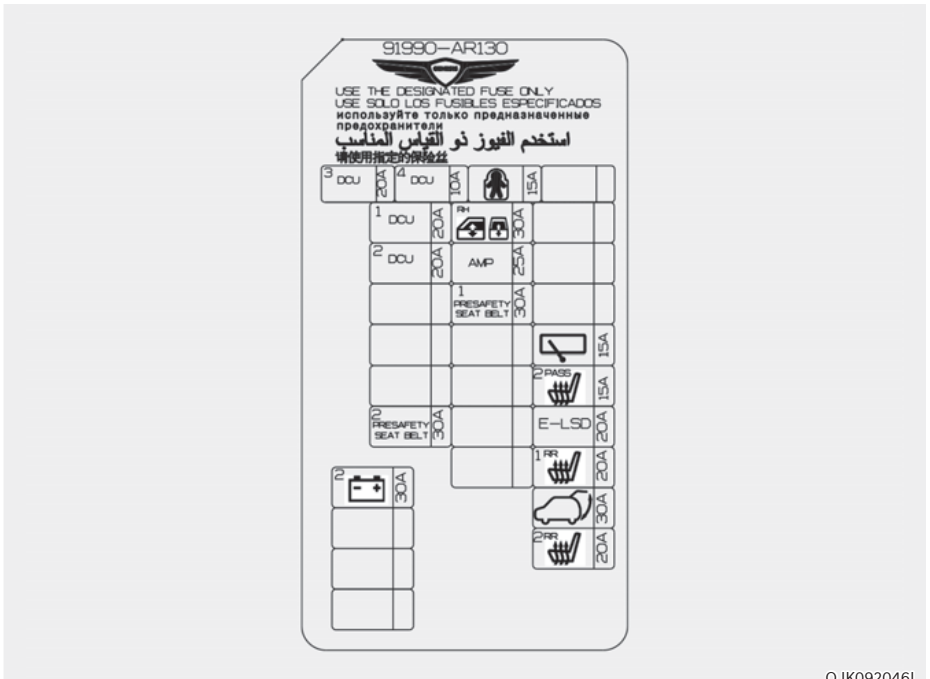 91990-AR130
USE THE DESIGNATED FUSE ONLY
USE SOLO LOS FUSIBLES ESPECIFICADOS
используйте только предназначенные
предохранители
استخدم الفيوز ذو القياس المناسب
请使用指定的保险丝
3 DCU 20A 4 DCU 10A 15A
1 DCU 20A RH 30A
2 DCU 20A AMP 25A
1 PRESAFETY SEAT BELT 30A
15A
2 PASS 15A
2 PRESAFETY SEAT BELT 30A E-LSD 20A
1 RR 20A
2 - + 30A 30A
2 RR 20A